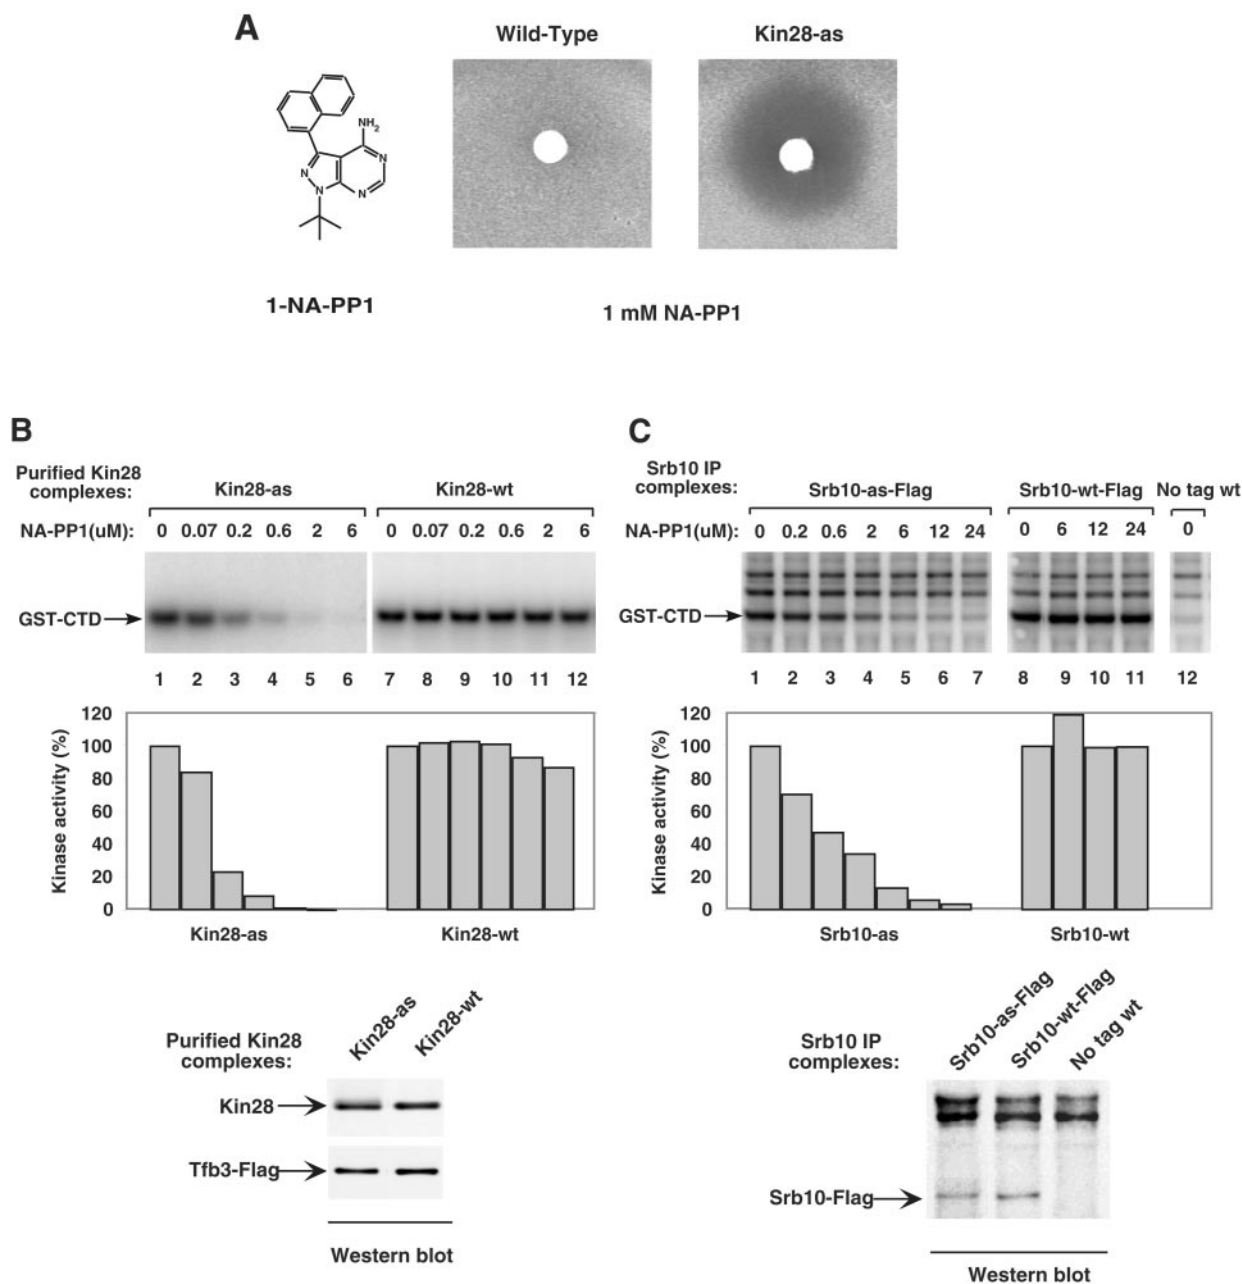 A
Wild-Type Kin28-as
NH2
N
N
N
N
1-NA-PP1
1 mM NA-PP1
B
Purified Kin28
complexes:
Kin28-as Kin28-wt
NA-PP1(uM): 0 0.07 0.2 0.6 2 6 0 0.07 0.2 0.6 2 6
GST-CTD
1 2 3 4 5 6 7 8 9 10 11 12
Kinase activity (%)
120
100
80
60
40
20
0
Kin28-as Kin28-wt
Purified Kin28
complexes:
Kin28-as
Kin28-wt
Kin28
Tfb3-Flag
Western blot
C
Srb10 IP
complexes:
Srb10-as-Flag Srb10-wt-Flag No tag wt
NA-PP1(uM): 0 0.2 0.6 2 6 12 24 0 6 12 24 0
GST-CTD
1 2 3 4 5 6 7 8 9 10 11 12
Kinase activity (%)
120
100
80
60
40
20
0
Srb10-as Srb10-wt
Srb10 IP
complexes:
Srb10-as-Flag
Srb10-wt-Flag
No tag wt
Srb10-Flag
Western blot